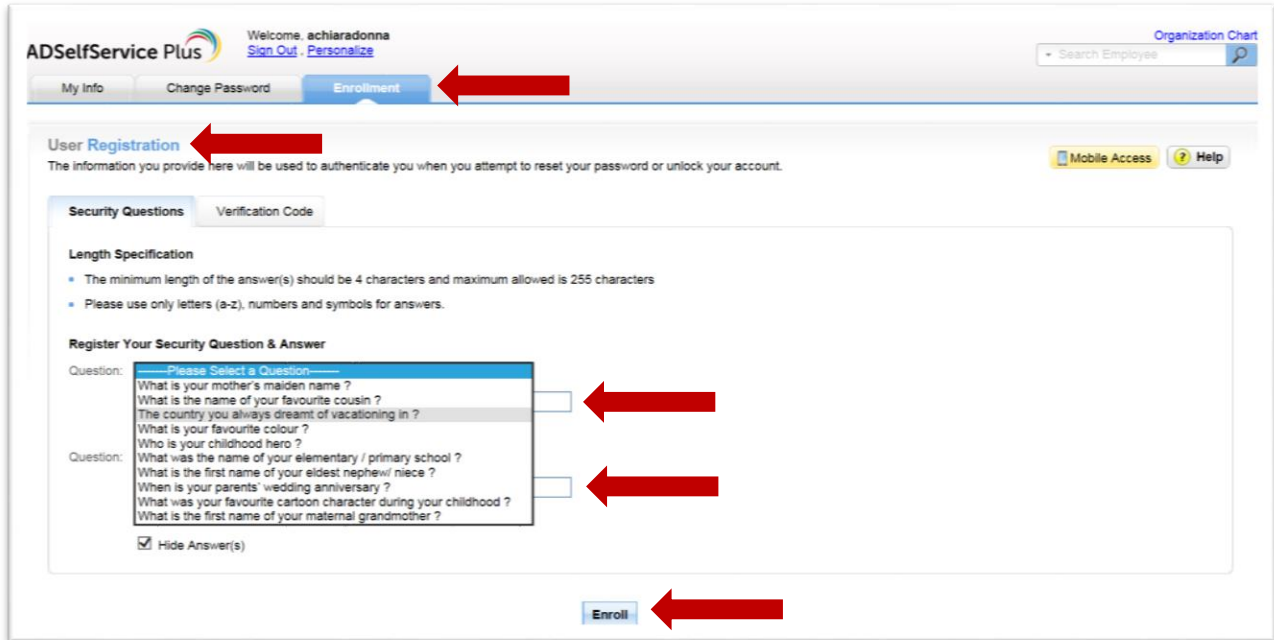 ADSelfService Plus
Welcome, achiaradonna
Sign Out . Personalize
Organization Chart
Search Employee
My Info
Change Password
Enrollment
User Registration
The information you provide here will be used to authenticate you when you attempt to reset your password or unlock your account.
Mobile Access
? Help
Security Questions
Verification Code
Length Specification
The minimum length of the answer(s) should be 4 characters and maximum allowed is 255 characters
Please use only letters (a-z), numbers and symbols for answers.
Register Your Security Question & Answer
Question:
-------Please Select a Question-------
What is your mother's maiden name ?
What is the name of your favourite cousin ?
The country you always dreamt of vacationing in ?
What is your favourite colour ?
Who is your childhood hero ?
Question:
What was the name of your elementary / primary school ?
What is the first name of your eldest nephew/ niece ?
When is your parents' wedding anniversary ?
What was your favourite cartoon character during your childhood ?
What is the first name of your maternal grandmother ?
Hide Answer(s)
Enroll